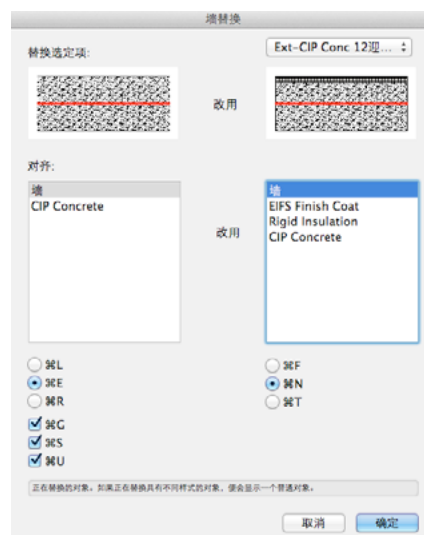 墙替换
替换选定项:
Ext-CIP Conc 12迎...
改用
对齐:
墙
CIP Concrete
改用
墙
EIFS Finish Coat
Rigid Insulation
CIP Concrete
⌘L
⌘E
⌘R
⌘F
⌘N
⌘T
⌘G
⌘S
⌘U
正在替换的对象。如果正在替换具有不同样式的对象，便会显示一个普通对象。
取消
确定